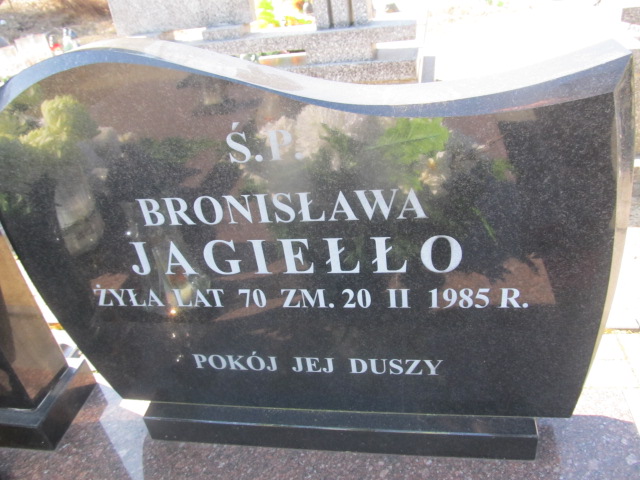 Ś.P.
BRONISŁAWA
JAGIEŁŁO
ŻYŁA LAT 70 ZM. 20 II 1985 R.
POKÓJ JEJ DUSZY